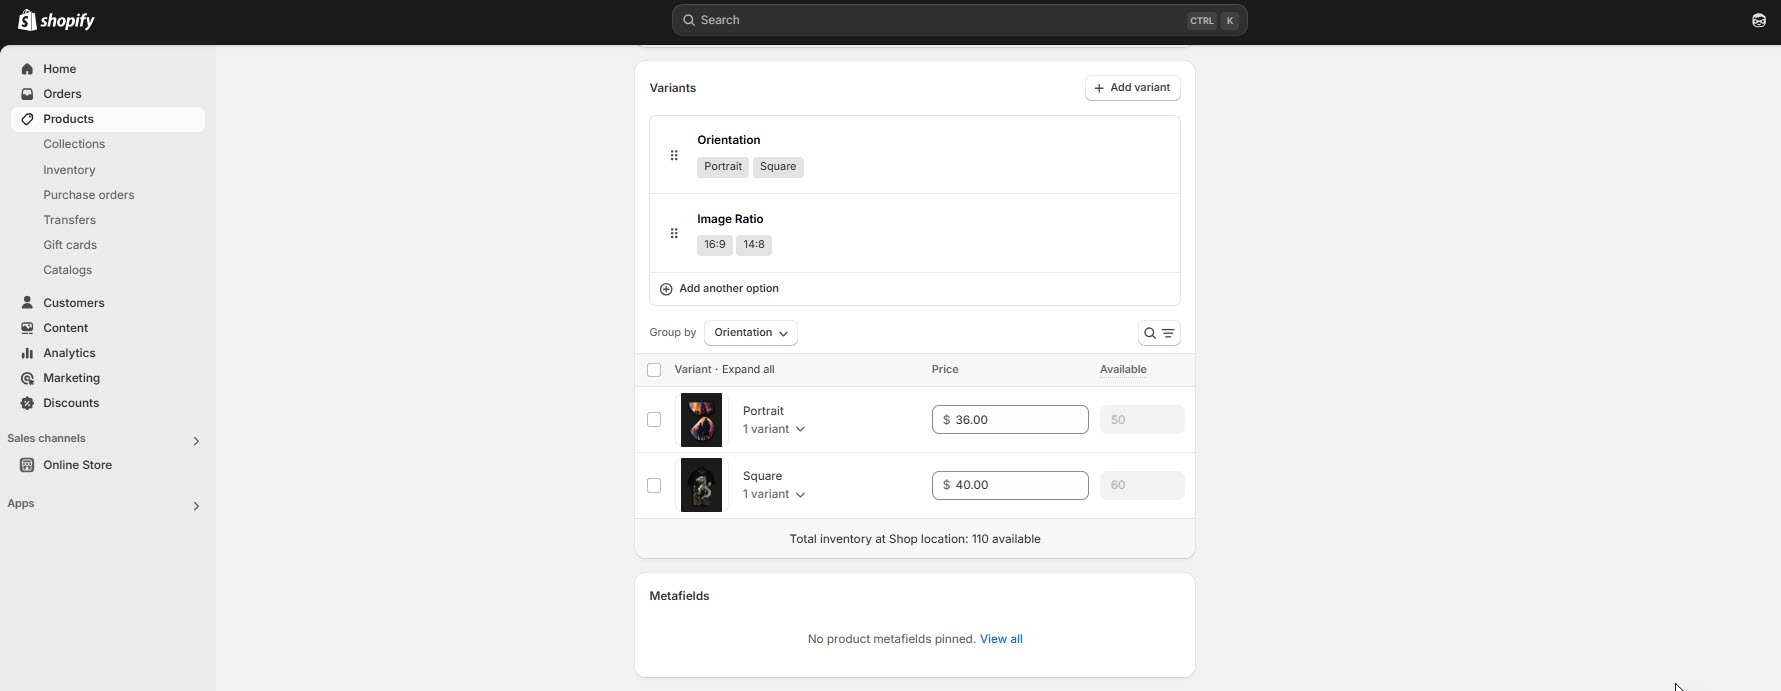 shopify
Search
CTRL K
Home
Orders
Products
Collections
Inventory
Purchase orders
Transfers
Gift cards
Catalogs
Customers
Content
Analytics
Marketing
Discounts
Sales channels
Online Store
Apps
Variants
Add variant
Orientation
Portrait Square
Image Ratio
16:9 14:8
Add another option
Group by Orientation
Variant · Expand all Price Available
Portrait
1 variant
$ 36.00 50
Square
1 variant
$ 40.00 60
Total inventory at Shop location: 110 available
Metafields
No product metafields pinned. View all